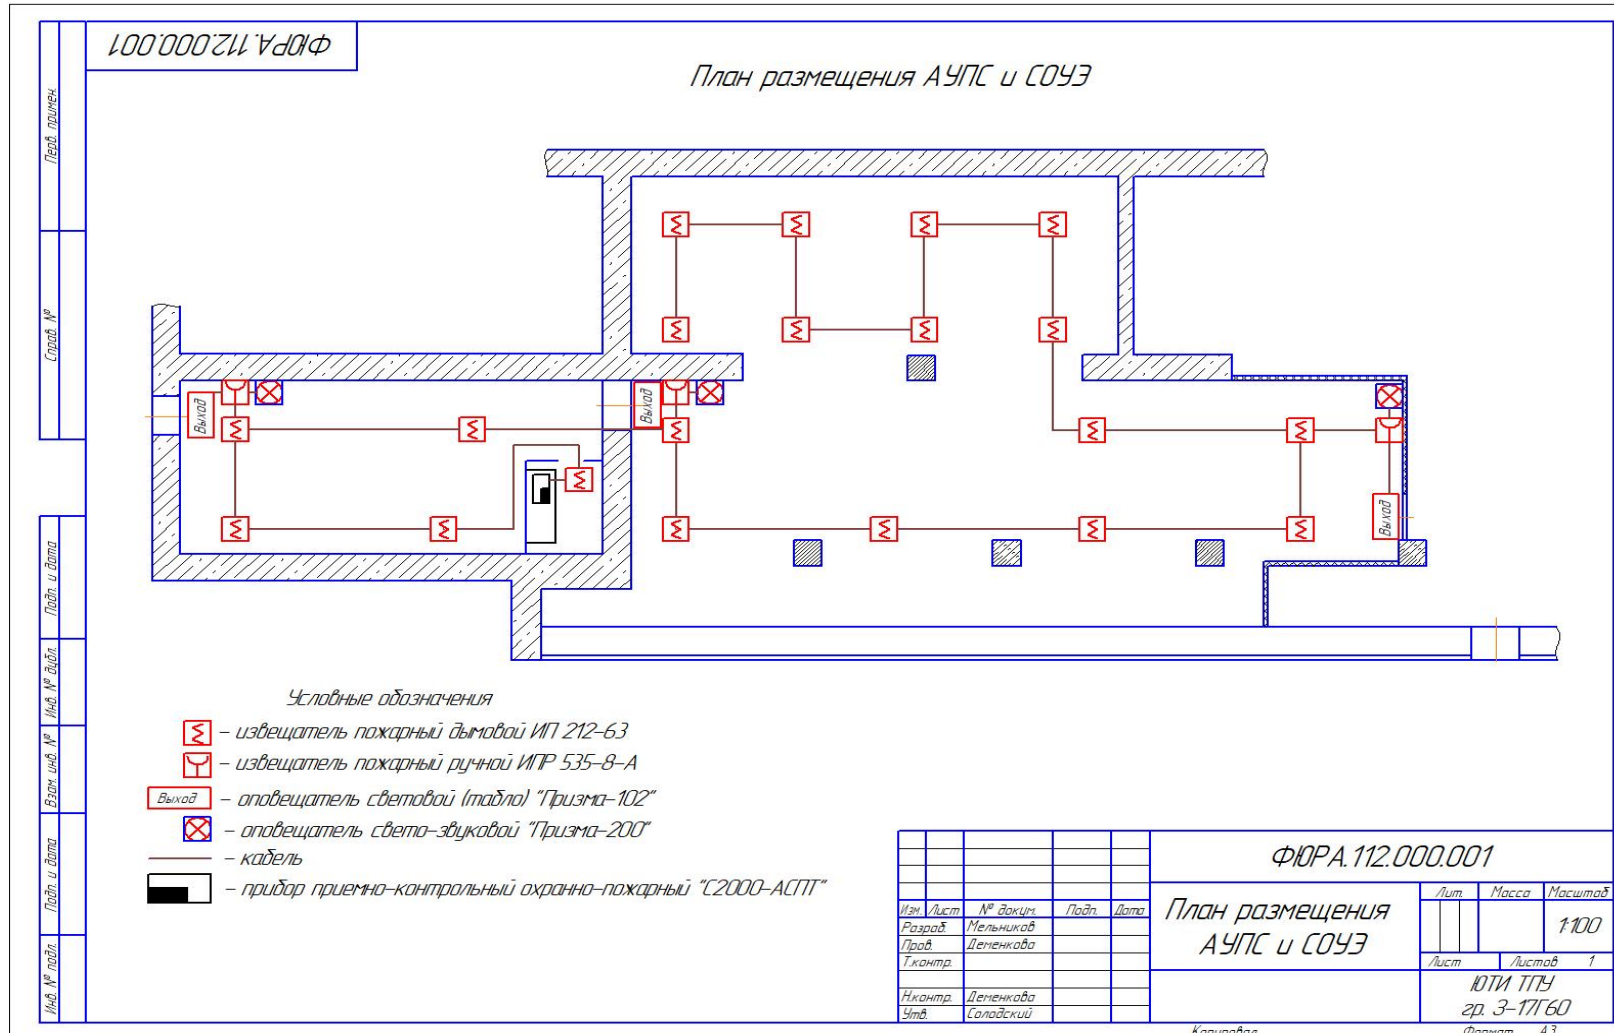 ФЮРА.112.000.001
План размещения АУПС и СОУЭ
Перв. примен.
Справ. №
Подп. и дата
Инв. № дубл.
Взам. инв. №
Подп. и дата
Инв. № подл.
Выход
Выход
Выход
Условные обозначения
– извещатель пожарный дымовой ИП 212-63
– извещатель пожарный ручной ИПР 535-8-А
Выход – оповещатель световой (табло) "Призма-102"
– оповещатель свето-звуковой "Призма-200"
– кабель
– прибор приемно-контрольный охранно-пожарный "С2000-АСПТ"
ФЮРА.112.000.001
Изм. Лист № докум. Подп. Дата
Разраб. Мельников
Пров. Деменкова
Т.контр.
Н.контр. Деменкова
Утв. Солодский
План размещения
АУПС и СОУЭ
Лит. Масса Масштаб
1:100
Лист Листов 1
ЮТИ ТПУ
гр. З-17Г60
Копировал Формат А3